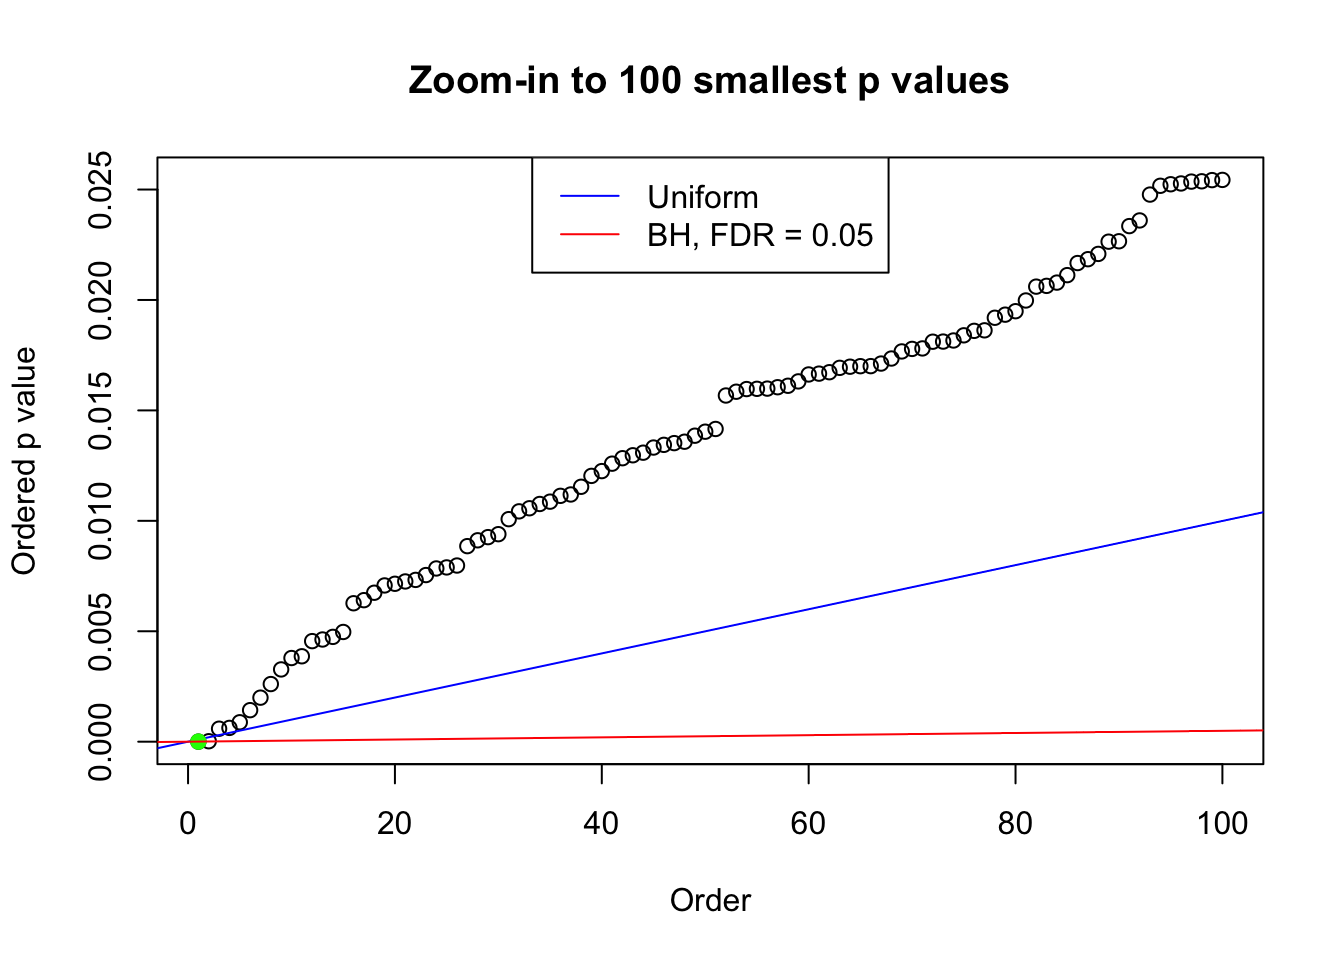 Zoom-in to 100 smallest p values
Uniform
BH, FDR = 0.05
Ordered p value
0.025
0.020
0.015
0.010
0.005
0.000
0 20 40 60 80 100
Order